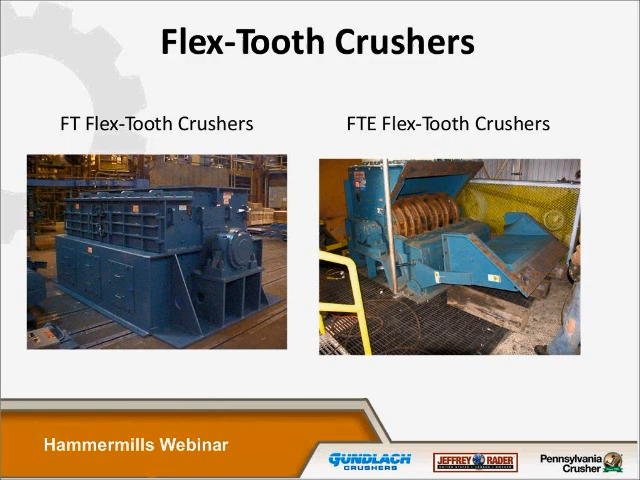 Flex-Tooth Crushers
FT Flex-Tooth Crushers
FTE Flex-Tooth Crushers
Hammermills Webinar
GUNDLACH
CRUSHERS
JEFFREY RADER
Pennsylvania
Crusher